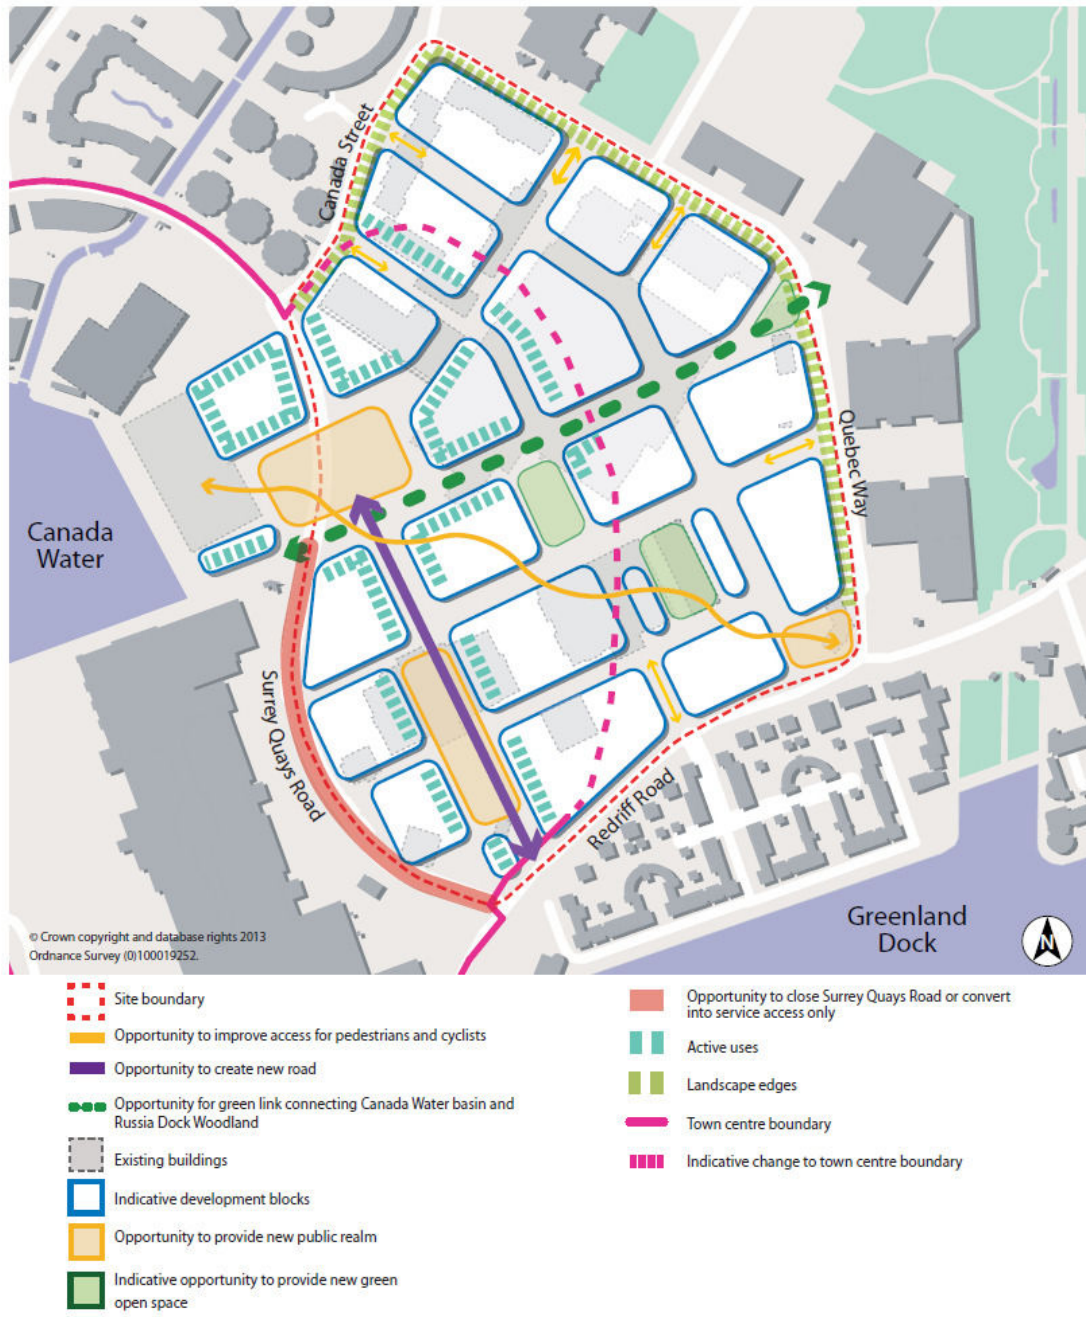 Canada Street
Quebec Way
Canada
Water
Surrey Quays Road
Redriff Road
Greenland
Dock
N
© Crown copyright and database rights 2013
Ordnance Survey (0)100019252.
Site boundary
Opportunity to improve access for pedestrians and cyclists
Opportunity to create new road
Opportunity for green link connecting Canada Water basin and
Russia Dock Woodland
Existing buildings
Indicative development blocks
Opportunity to provide new public realm
Indicative opportunity to provide new green
open space
Opportunity to close Surrey Quays Road or convert
into service access only
Active uses
Landscape edges
Town centre boundary
Indicative change to town centre boundary